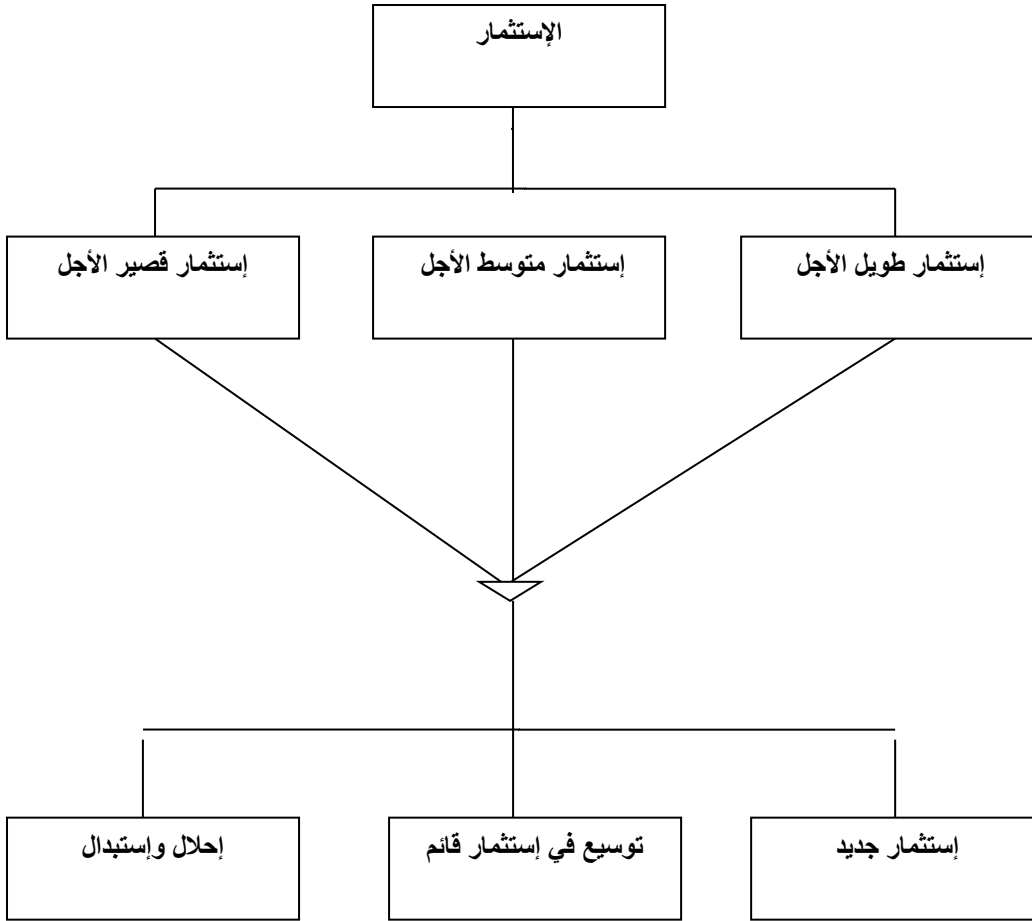 الإستثمار
إستثمار طويل الأجل
إستثمار متوسط الأجل
إستثمار قصير الأجل
إستثمار جديد
توسيع في إستثمار قائم
إحلال وإستبدال